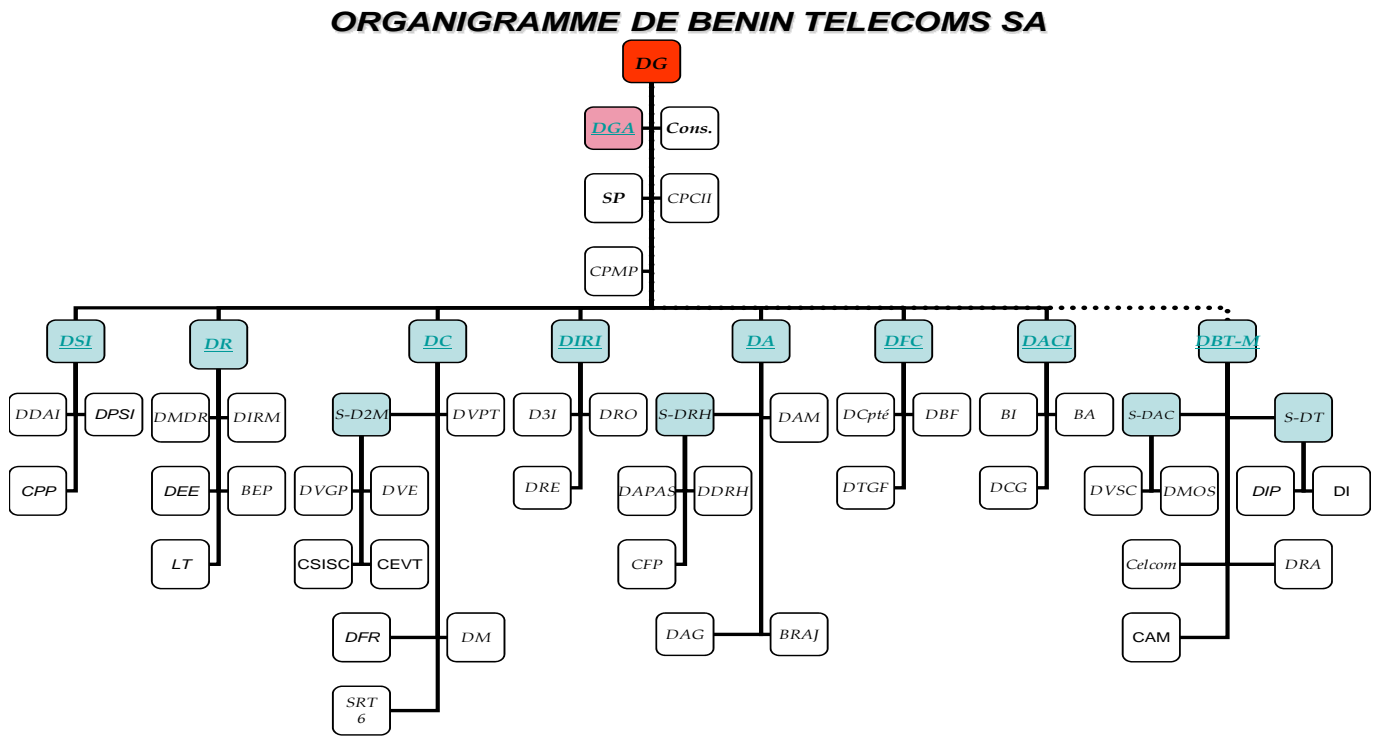 ORGANIGRAMME DE BENIN TELECOMS SA
DG
DGA
Cons.
SP
CPCII
CPMP
DSI
DR
DC
DIRI
DA
DFC
DACI
DBT-M
DDAI
DPSI
DMDR
DIRM
S-D2M
DVPT
D3I
DRO
S-DRH
DAM
DCpté
DBF
BI
BA
S-DAC
S-DT
CPP
DEE
BEP
DVGP
DVE
DRE
DAPAS
DDRH
DTGF
DCG
DVSC
DMOS
DIP
DI
LT
CSISC
CEVT
CFP
Celcom
DRA
DFR
DM
DAG
BRAJ
CAM
SRT
6